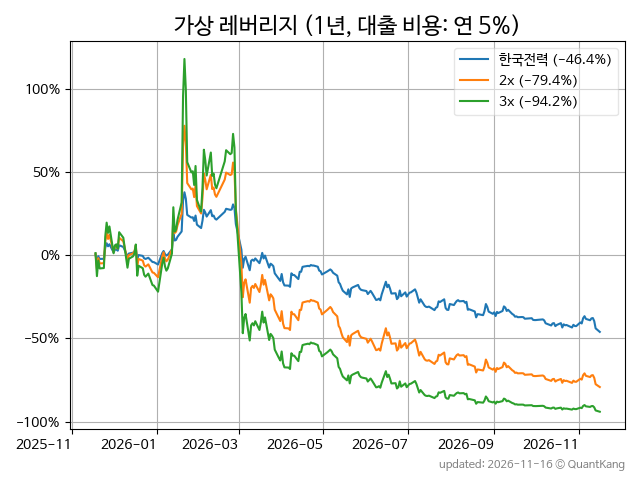 가상 레버리지 (1년, 대출 비용: 연 5%)
한국전력 (-46.4%)
2x (-79.4%)
3x (-94.2%)
100%
50%
0%
-50%
-100%
2025-11
2026-01
2026-03
2026-05
2026-07
2026-09
2026-11
updated: 2026-11-16 © QuantKang